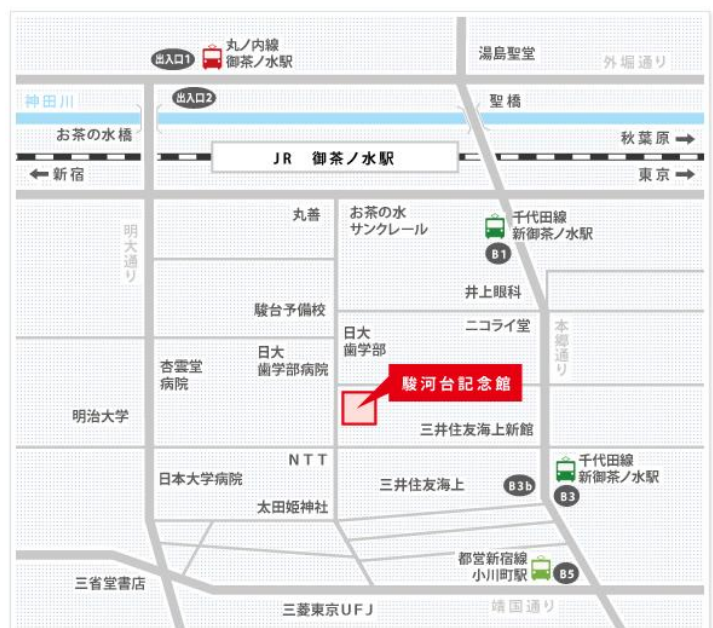 丸ノ内線
出入口1
御茶ノ水駅
湯島聖堂
外堀通り
神田川
出入口2
聖橋
お茶の水橋
秋葉原
JR 御茶ノ水駅
新宿
東京
丸善
お茶の水
サンクレール
千代田線
新御茶ノ水駅
B1
明大通り
井上眼科
駿台予備校
ニコライ堂
本郷通り
日大
歯学部
日大
歯学部病院
杏雲堂
病院
駿河台記念館
明治大学
三井住友海上新館
NTT
千代田線
新御茶ノ水駅
日本大学病院
三井住友海上
B3b
B3
太田姫神社
都営新宿線
小川町駅
B5
三省堂書店
三菱東京UFJ
靖国通り